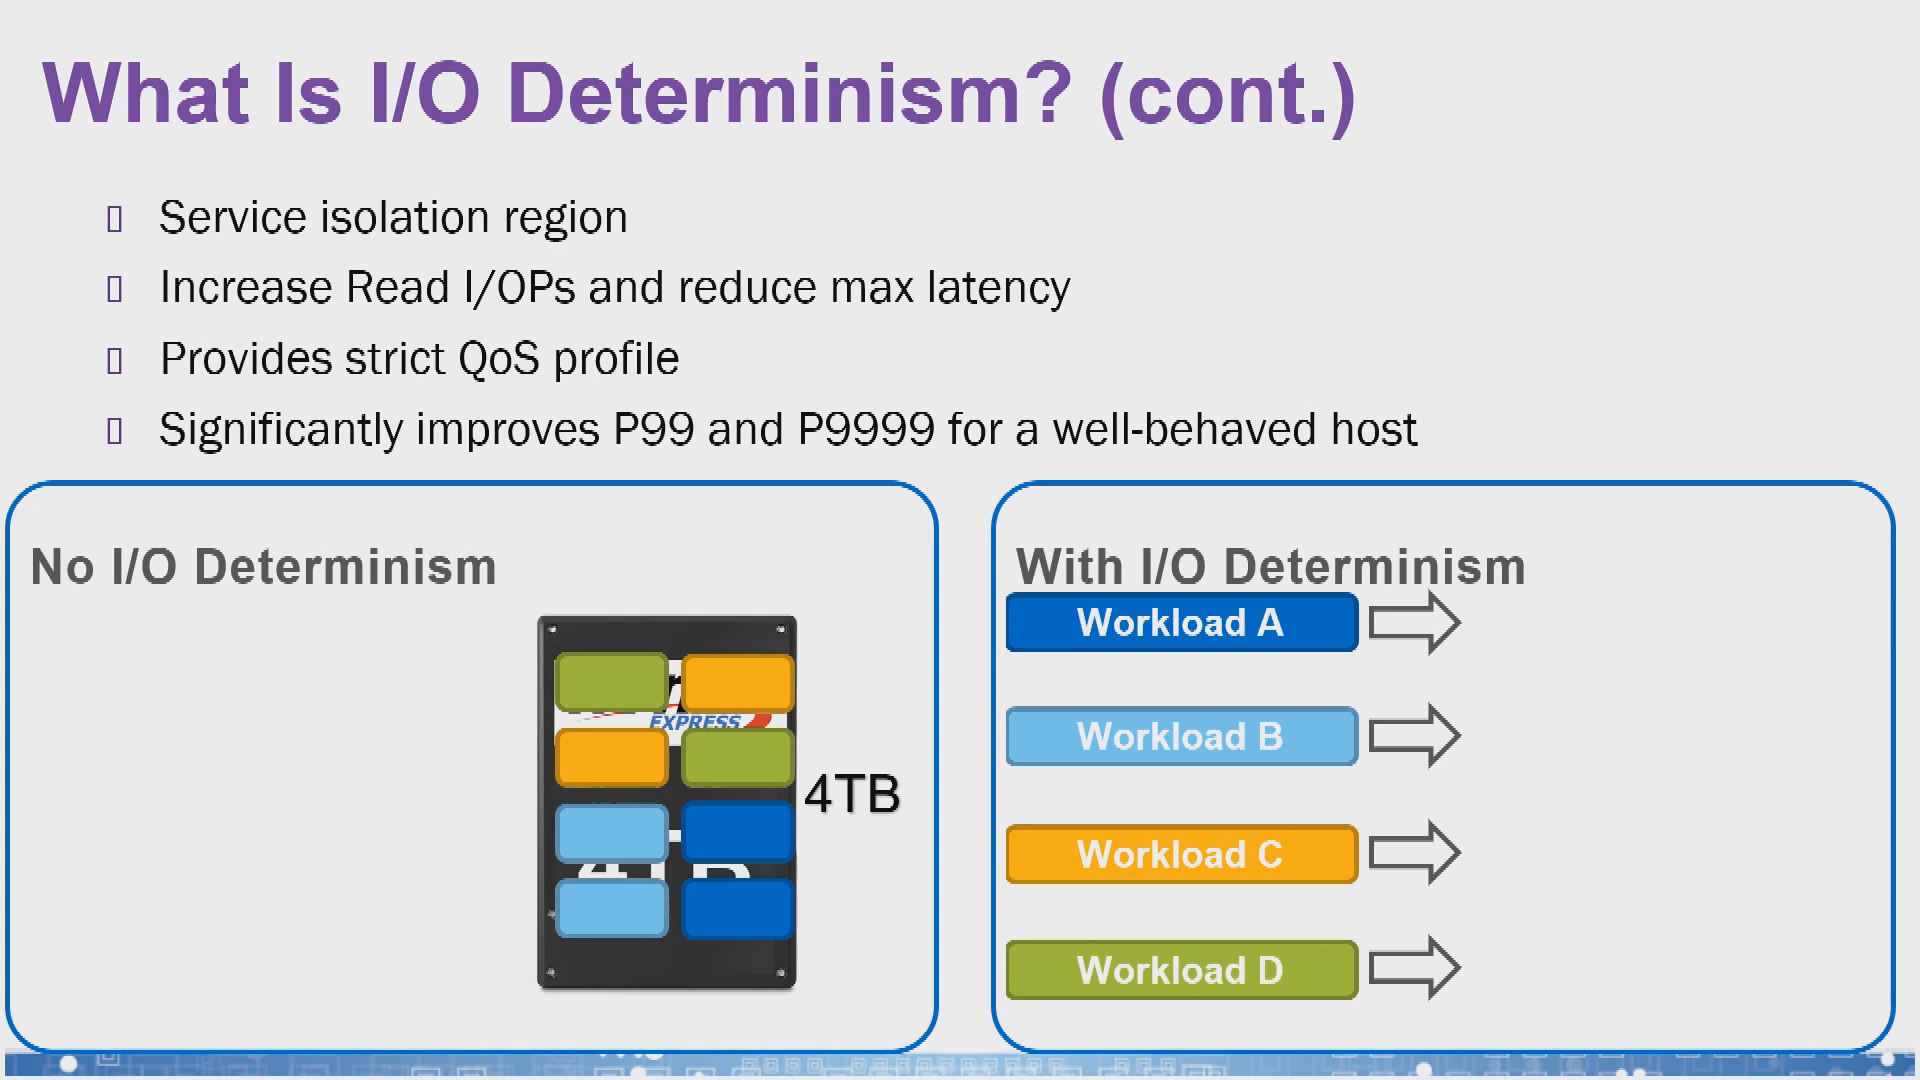 What Is I/O Determinism? (cont.)
Service isolation region
Increase Read I/OPs and reduce max latency
Provides strict QoS profile
Significantly improves P99 and P9999 for a well-behaved host
No I/O Determinism
EXPRESS
4TB
4TB
With I/O Determinism
Workload A
Workload B
Workload C
Workload D